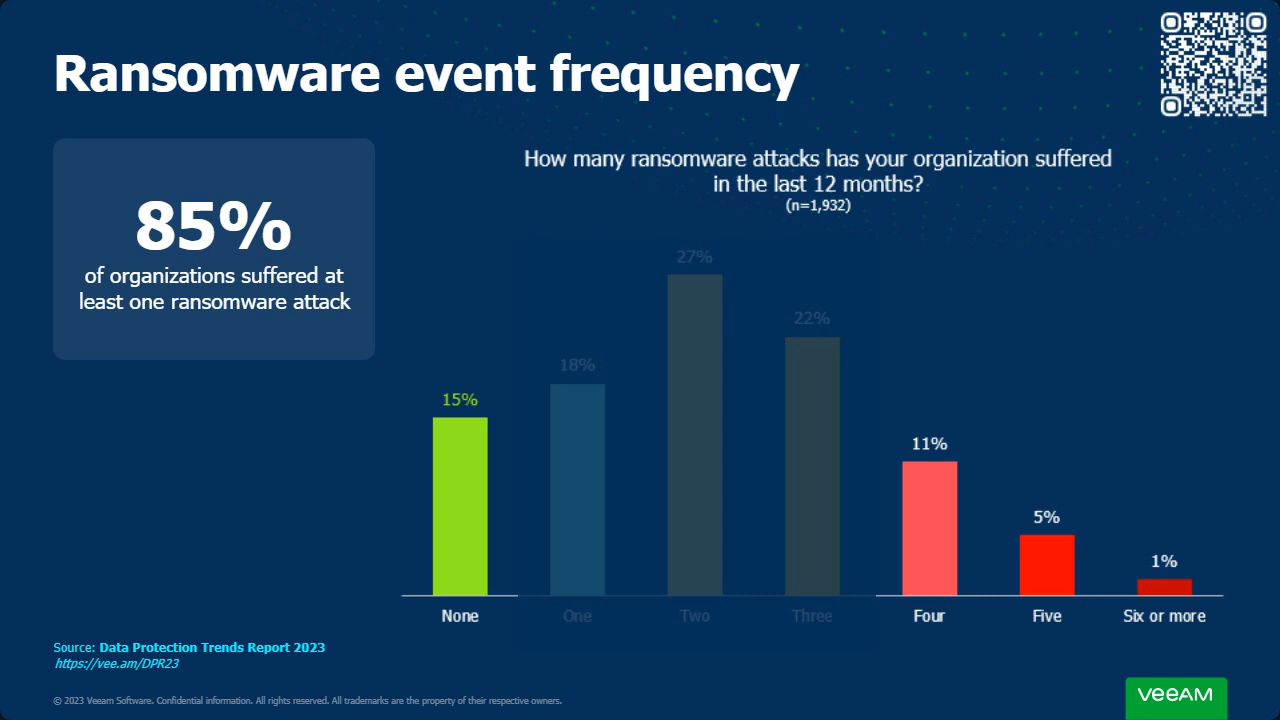 Ransomware event frequency
85%
of organizations suffered at
least one ransomware attack
How many ransomware attacks has your organization suffered
in the last 12 months?
(n=1,932)
15%
18%
27%
22%
11%
5%
1%
None
One
Two
Three
Four
Five
Six or more
Source: Data Protection Trends Report 2023
https://vee.am/DPR23
© 2023 Veeam Software. Confidential information. All rights reserved. All trademarks are the property of their respective owners.
veeAM